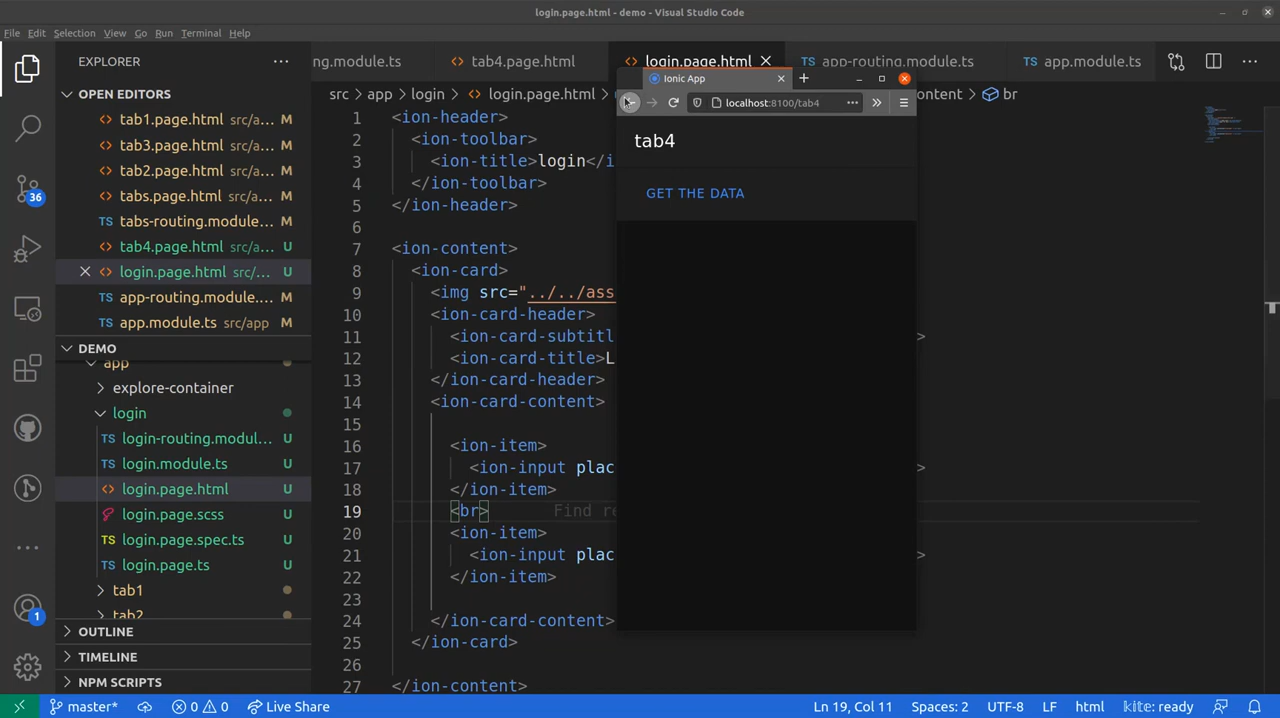 login.page.html - demo - Visual Studio Code
File Edit Selection View Go Run Terminal Help
EXPLORER
OPEN EDITORS
tab1.page.html src/a... M
tab3.page.html src/a... M
tab2.page.html src/a... M
tabs.page.html src/a... M
tabs-routing.module... M
tab4.page.html src/a... U
login.page.html src/... U
app-routing.module... M
app.module.ts src/app M
DEMO
app
explore-container
login
login-routing.modul... U
login.module.ts U
login.page.html U
login.page.scss U
login.page.spec.ts U
login.page.ts U
tab1
tab2
OUTLINE
TIMELINE
NPM SCRIPTS
36
1
ng.module.ts tab4.page.html login.page.html app-routing.module.ts app.module.ts
src > app > login > login.page.html ontent > br
1 <ion-header>
2 <ion-toolbar>
3 <ion-title>login</i
4 </ion-toolbar>
5 </ion-header>
6
7 <ion-content>
8 <ion-card>
9 <img src="../../ass
10 <ion-card-header>
11 <ion-card-subtitl >
12 <ion-card-title>L
13 </ion-card-header>
14 <ion-card-content>
15
16 <ion-item>
17 <ion-input plac >
18 </ion-item>
19 <br> Find re
20 <ion-item>
21 <ion-input plac >
22 </ion-item>
23
24 </ion-card-content>
25 </ion-card>
26
27 </ion-content>
Ionic App
localhost:8100/tab4
tab4
GET THE DATA
master* 0 0 Live Share Ln 19, Col 11 Spaces: 2 UTF-8 LF html kite: ready